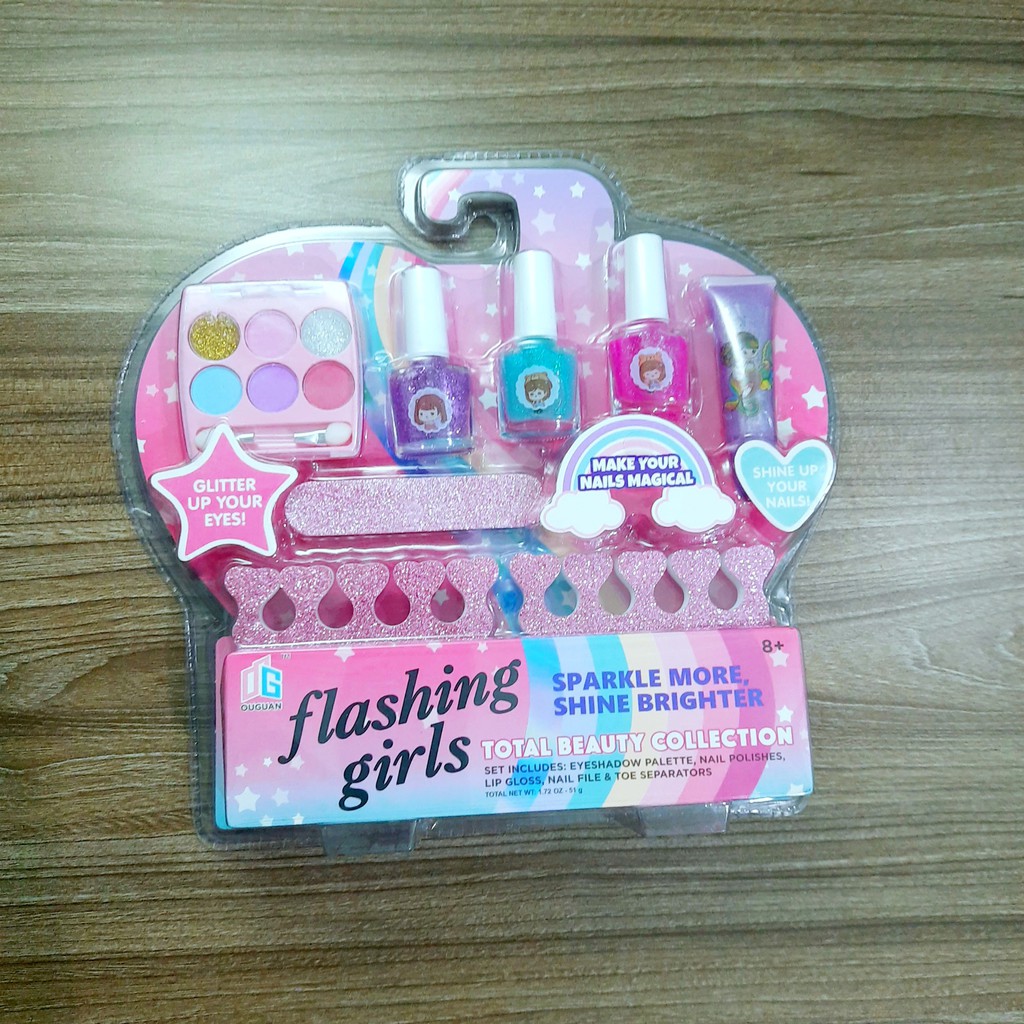 GLITTER
UP YOUR
EYES!
MAKE YOUR
NAILS MAGICAL
SHINE UP
YOUR
NAILS!
8+
UG
TM
OUGUAN
flashing
girls
SPARKLE MORE,
SHINE BRIGHTER
TOTAL BEAUTY COLLECTION
SET INCLUDES: EYESHADOW PALETTE, NAIL POLISHES,
LIP GLOSS, NAIL FILE & TOE SEPARATORS
TOTAL NET WT. 1.72 OZ - 51 g